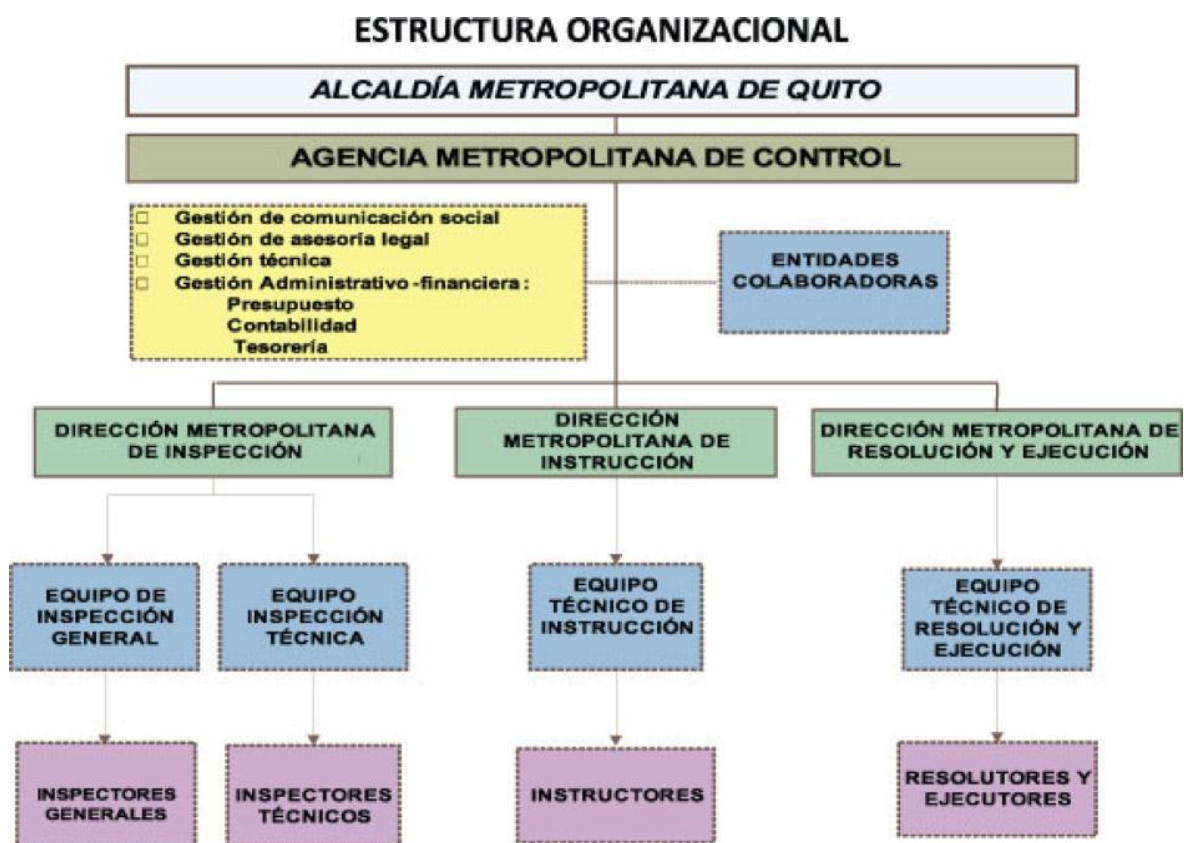 ESTRUCTURA ORGANIZACIONAL
ALCALDÍA METROPOLITANA DE QUITO
AGENCIA METROPOLITANA DE CONTROL
Gestión de comunicación social
Gestión de asesoría legal
Gestión técnica
Gestión Administrativo -financiera :
Presupuesto
Contabilidad
Tesorería
ENTIDADES
COLABORADORAS
DIRECCIÓN METROPOLITANA
DE INSPECCIÓN
DIRECCIÓN
METROPOLITANA DE
INSTRUCCIÓN
DIRECCIÓN METROPOLITANA DE
RESOLUCIÓN Y EJECUCIÓN
EQUIPO DE
INSPECCIÓN
GENERAL
EQUIPO
INSPECCIÓN
TÉCNICA
EQUIPO
TÉCNICO DE
INSTRUCCIÓN
EQUIPO
TÉCNICO DE
RESOLUCIÓN Y
EJECUCIÓN
INSPECTORES
GENERALES
INSPECTORES
TÉCNICOS
INSTRUCTORES
RESOLUTORES Y
EJECUTORES